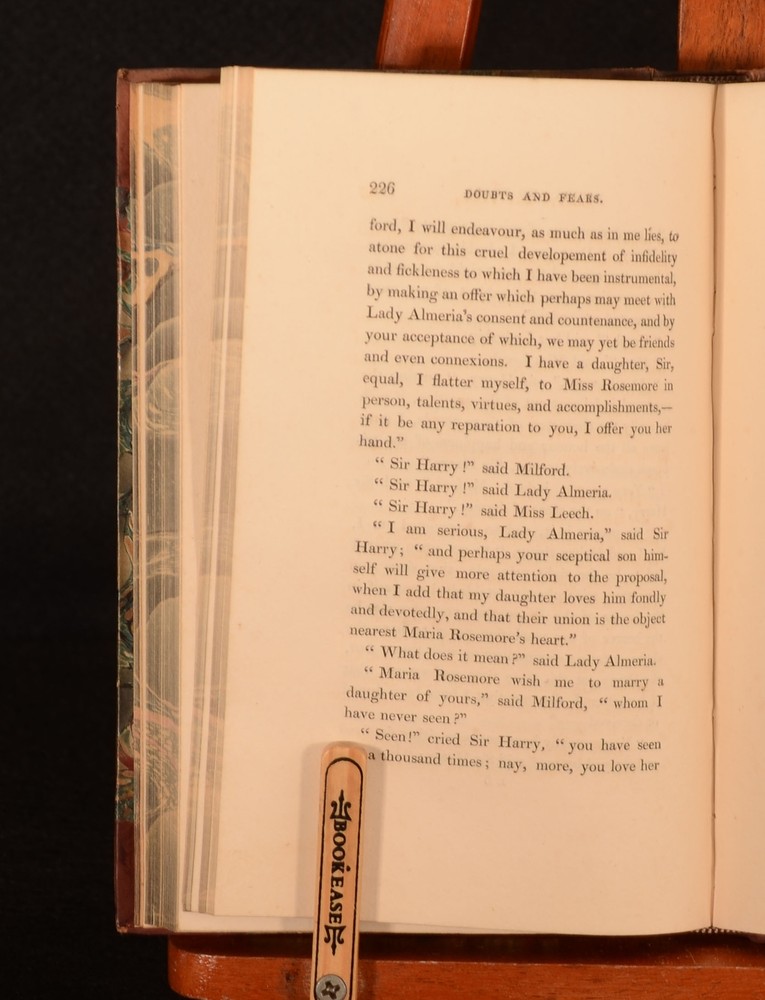 226
DOUBTS AND FEARS.
ford, I will endeavour, as much as in me lies, to
atone for this cruel developement of infidelity
and fickleness to which I have been instrumental,
by making an offer which perhaps may meet with
Lady Almeria's consent and countenance, and by
your acceptance of which, we may yet be friends
and even connexions. I have a daughter, Sir,
equal, I flatter myself, to Miss Rosemore in
person, talents, virtues, and accomplishments,—
if it be any reparation to you, I offer you her
hand."
" Sir Harry !" said Milford.
" Sir Harry !" said Lady Almeria.
" Sir Harry !" said Miss Leech.
" I am serious, Lady Almeria," said Sir
Harry; " and perhaps your sceptical son him-
self will give more attention to the proposal,
when I add that my daughter loves him fondly
and devotedly, and that their union is the object
nearest Maria Rosemore's heart."
" What does it mean ?" said Lady Almeria.
" Maria Rosemore wish me to marry a
daughter of yours," said Milford, " whom I
have never seen ?"
" Seen!" cried Sir Harry, " you have seen
a thousand times; nay, more, you love her
BOOKEASE